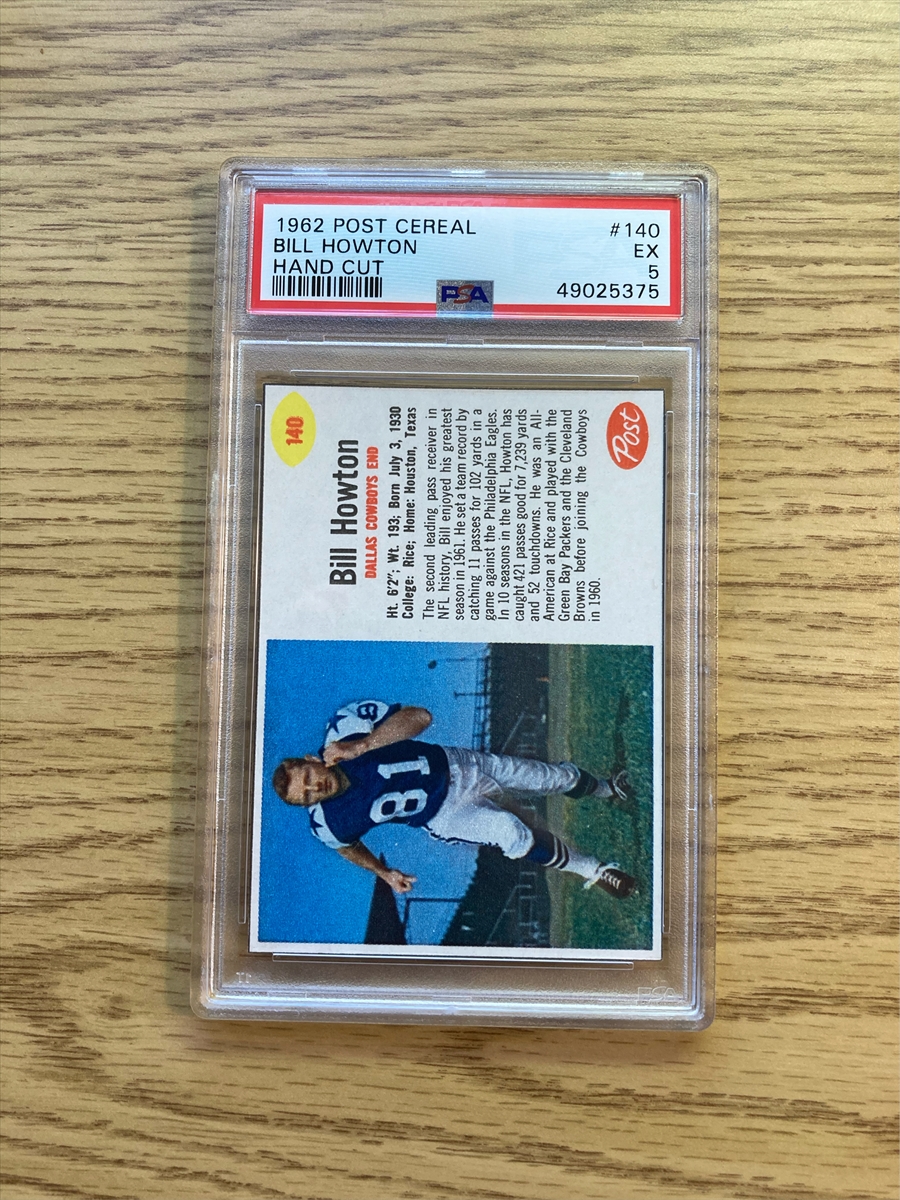 1962 POST CEREAL #140
BILL HOWTON EX
HAND CUT 5
PSA 49025375
140
Bill Howton
DALLAS COWBOYS END
Ht. 6'2"; Wt. 193; Born July 3, 1930
College: Rice; Home: Houston, Texas
The second leading pass receiver in
NFL history, Bill enjoyed his greatest
season in 1961. He set a team record by
catching 11 passes for 102 yards in a
game against the Philadelphia Eagles.
In 10 seasons in the NFL, Howton has
caught 421 passes good for 7,239 yards
and 52 touchdowns. He was an All-
American at Rice and played with the
Green Bay Packers and the Cleveland
Browns before joining the Cowboys
in 1960.
Post
81
8
PSA